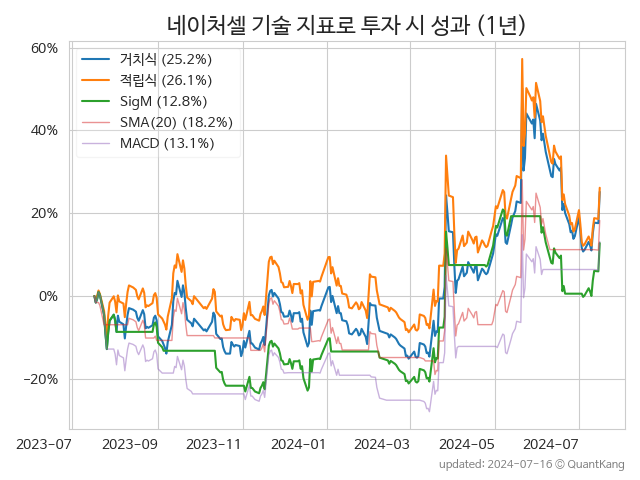 네이처셀 기술 지표로 투자 시 성과 (1년)
60%
40%
20%
0%
−20%
거치식 (25.2%)
적립식 (26.1%)
SigM (12.8%)
SMA(20) (18.2%)
MACD (13.1%)
2023-07 2023-09 2023-11 2024-01 2024-03 2024-05 2024-07
updated: 2024-07-16 © QuantKang